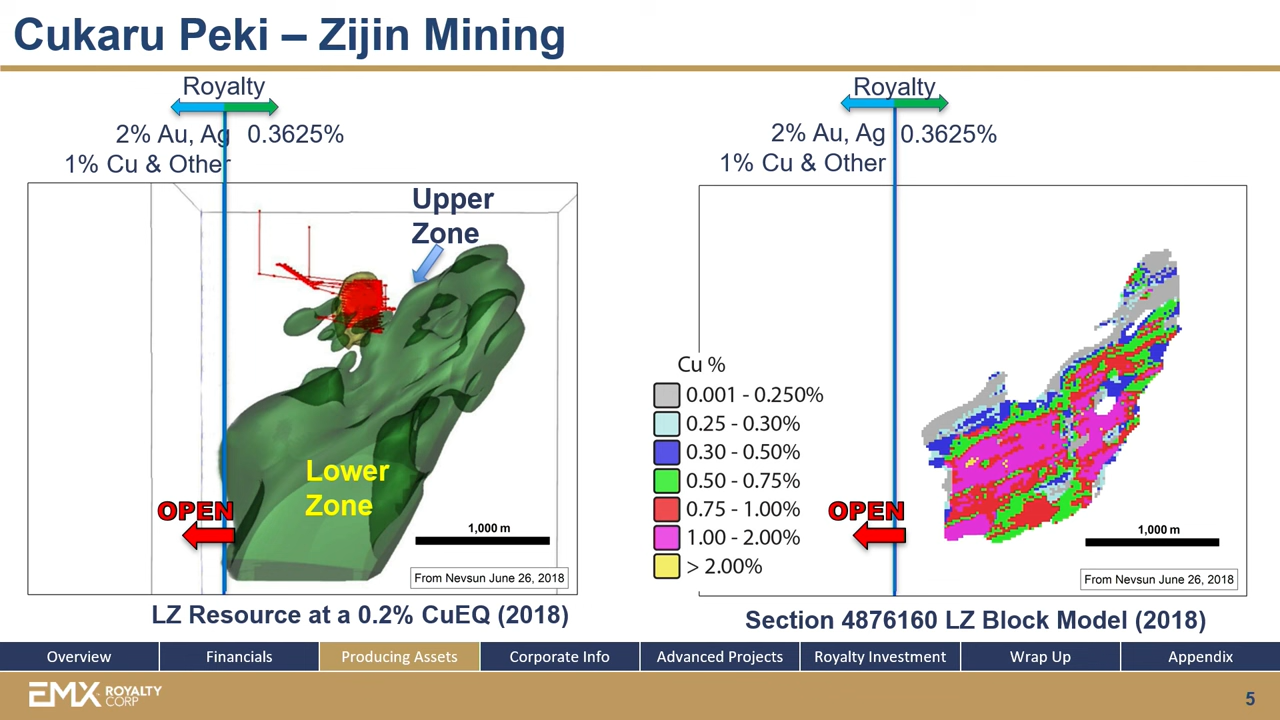 Cukaru Peki – Zijin Mining
Royalty
2% Au, Ag 0.3625%
1% Cu & Other
Upper
Zone
Lower
Zone
OPEN
1,000 m
From Nevsun June 26, 2018
LZ Resource at a 0.2% CuEQ (2018)
Royalty
2% Au, Ag 0.3625%
1% Cu & Other
Cu %
0.001 - 0.250%
0.25 - 0.30%
0.30 - 0.50%
0.50 - 0.75%
0.75 - 1.00%
1.00 - 2.00%
> 2.00%
OPEN
1,000 m
From Nevsun June 26, 2018
Section 4876160 LZ Block Model (2018)
Overview Financials Producing Assets Corporate Info Advanced Projects Royalty Investment Wrap Up Appendix
EMX ROYALTY
CORP
5